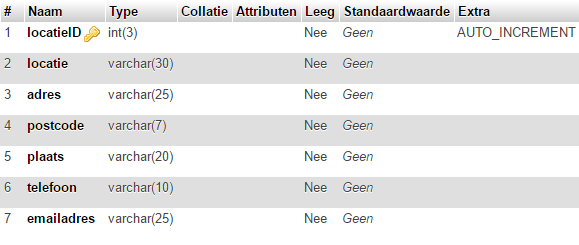 # Naam Type Collatie Attributen Leeg Standaardwaarde Extra
1 locatieID int(3) Nee Geen AUTO_INCREMENT
2 locatie varchar(30) Nee Geen
3 adres varchar(25) Nee Geen
4 postcode varchar(7) Nee Geen
5 plaats varchar(20) Nee Geen
6 telefoon varchar(10) Nee Geen
7 emailadres varchar(25) Nee Geen